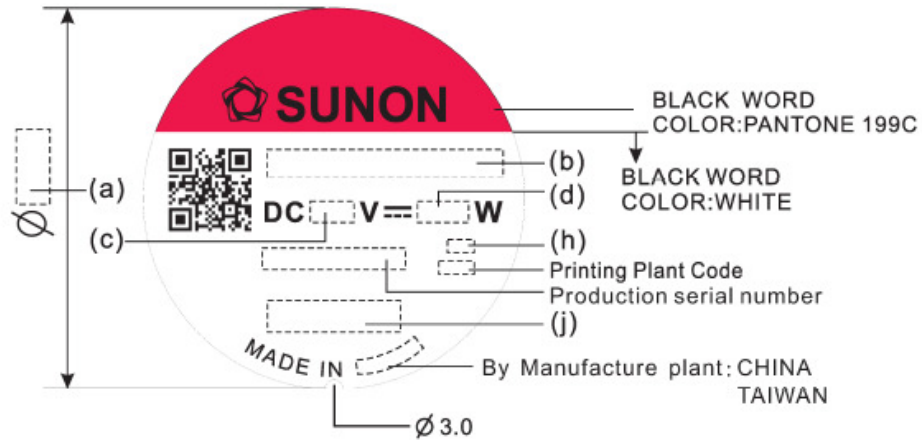 SUNON
BLACK WORD
COLOR:PANTONE 199C
(b)
BLACK WORD
COLOR:WHITE
(a)
(d)
DC V⎓ W
(c)
(h)
Printing Plant Code
Production serial number
(j)
MADE IN
By Manufacture plant: CHINA
TAIWAN
Ø
Ø 3.0